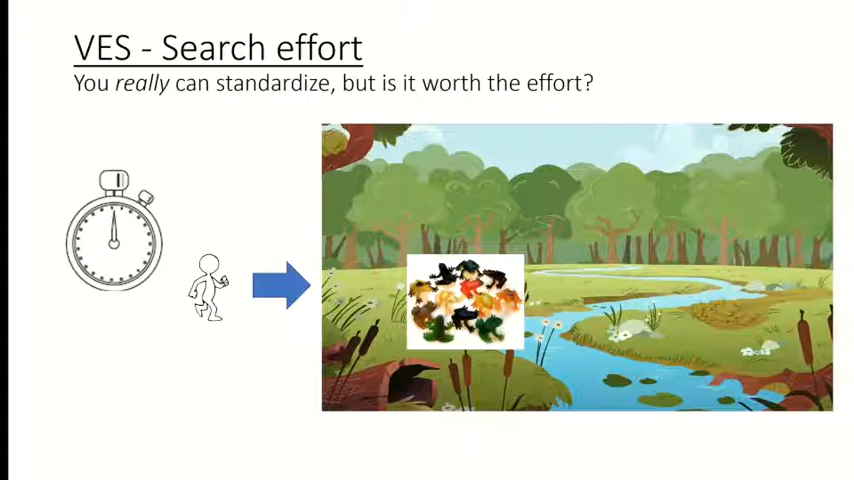 VES - Search effort
You really can standardize, but is it worth the effort?